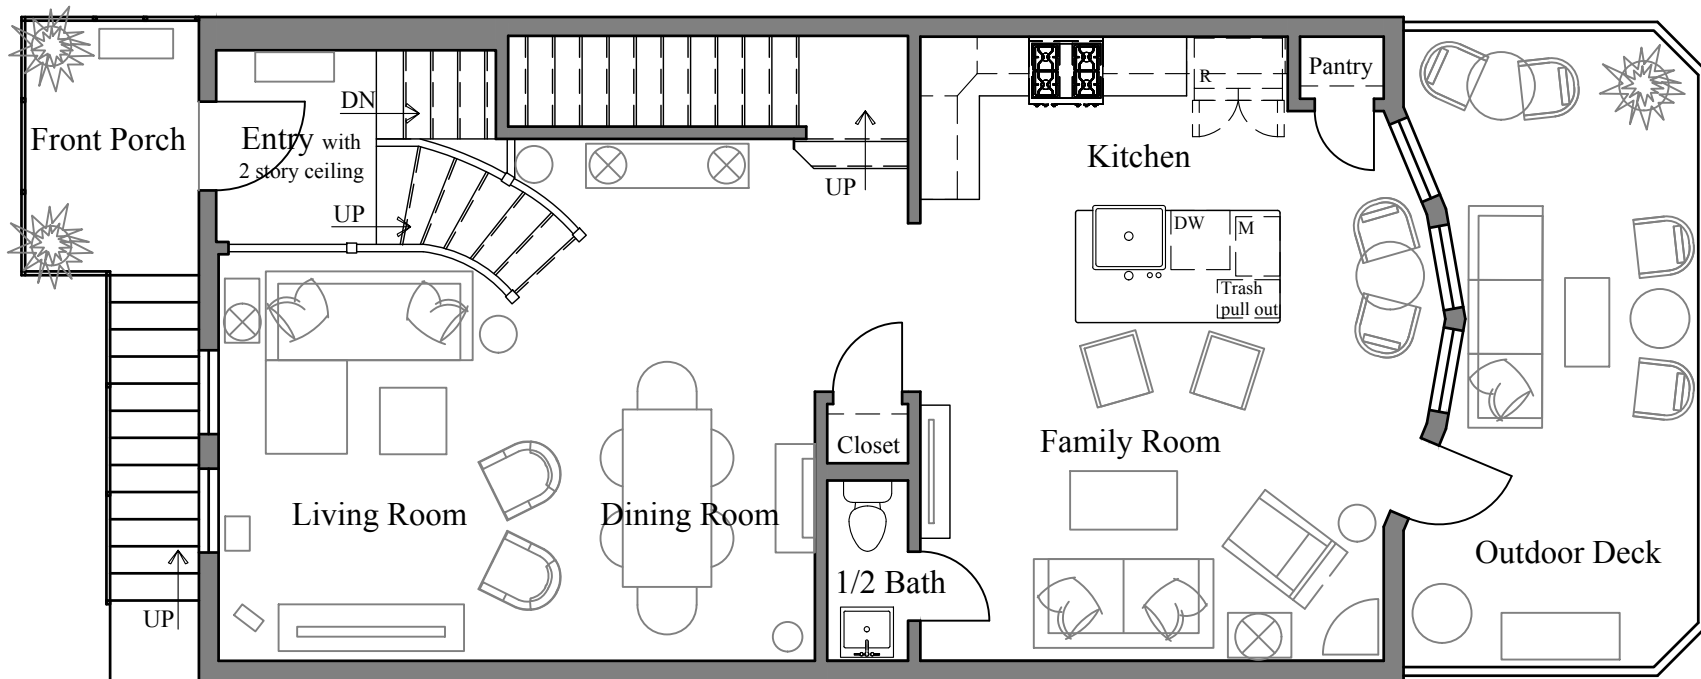 Front Porch
DN
Entry with
2 story ceiling
UP
UP
R
Pantry
Kitchen
DW
M
Trash
pull out
Closet
Family Room
Living Room
Dining Room
1/2 Bath
Outdoor Deck
UP